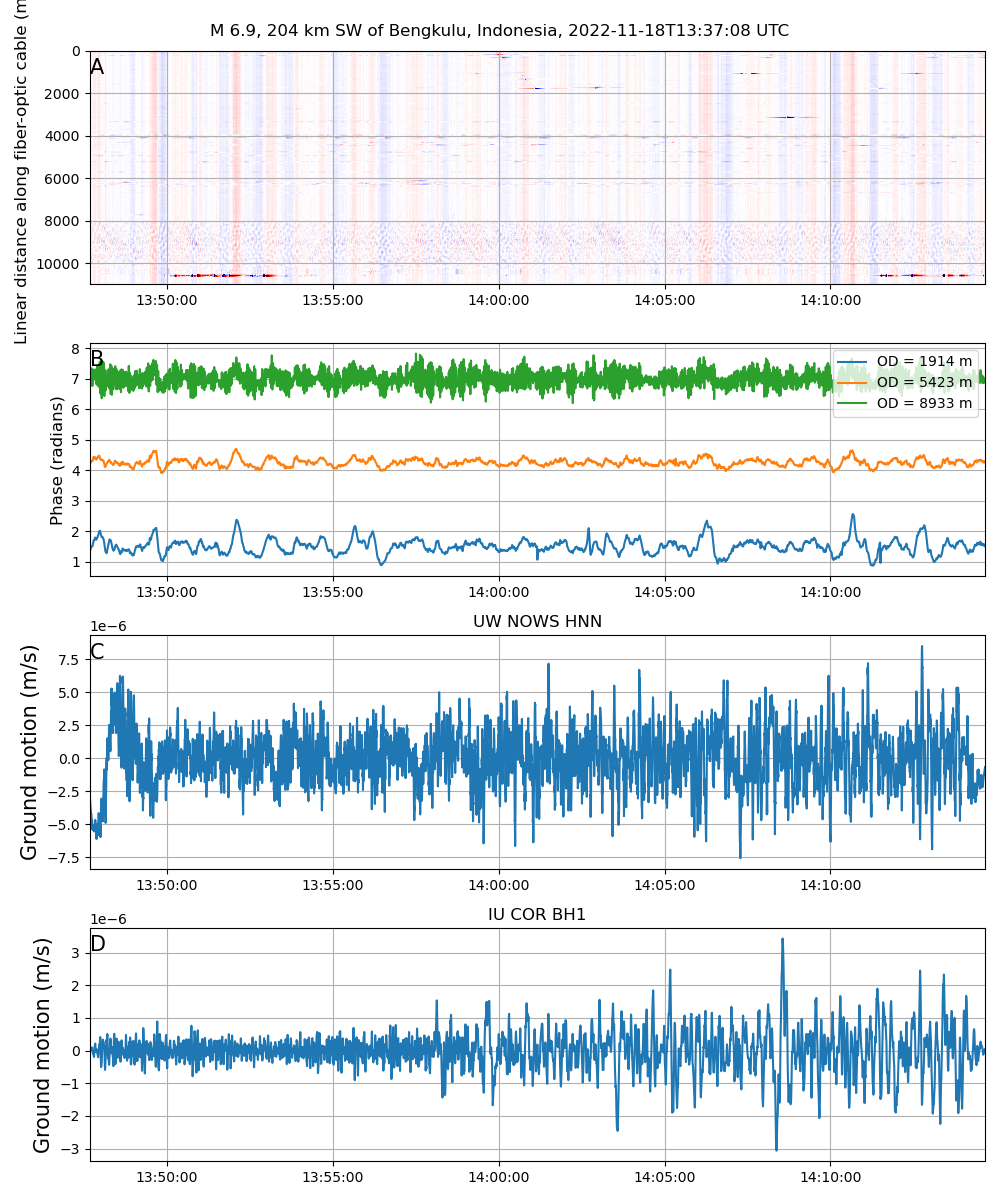 M 6.9, 204 km SW of Bengkulu, Indonesia, 2022-11-18T13:37:08 UTC
A
Linear distance along fiber-optic cable (m
0
2000
4000
6000
8000
10000
13:50:00 13:55:00 14:00:00 14:05:00 14:10:00
B
Phase (radians)
8
7
6
5
4
3
2
1
OD = 1914 m
OD = 5423 m
OD = 8933 m
13:50:00 13:55:00 14:00:00 14:05:00 14:10:00
UW NOWS HNN
1e−6
C
Ground motion (m/s)
7.5
5.0
2.5
0.0
−2.5
−5.0
−7.5
13:50:00 13:55:00 14:00:00 14:05:00 14:10:00
IU COR BH1
1e−6
D
Ground motion (m/s)
3
2
1
0
−1
−2
−3
13:50:00 13:55:00 14:00:00 14:05:00 14:10:00